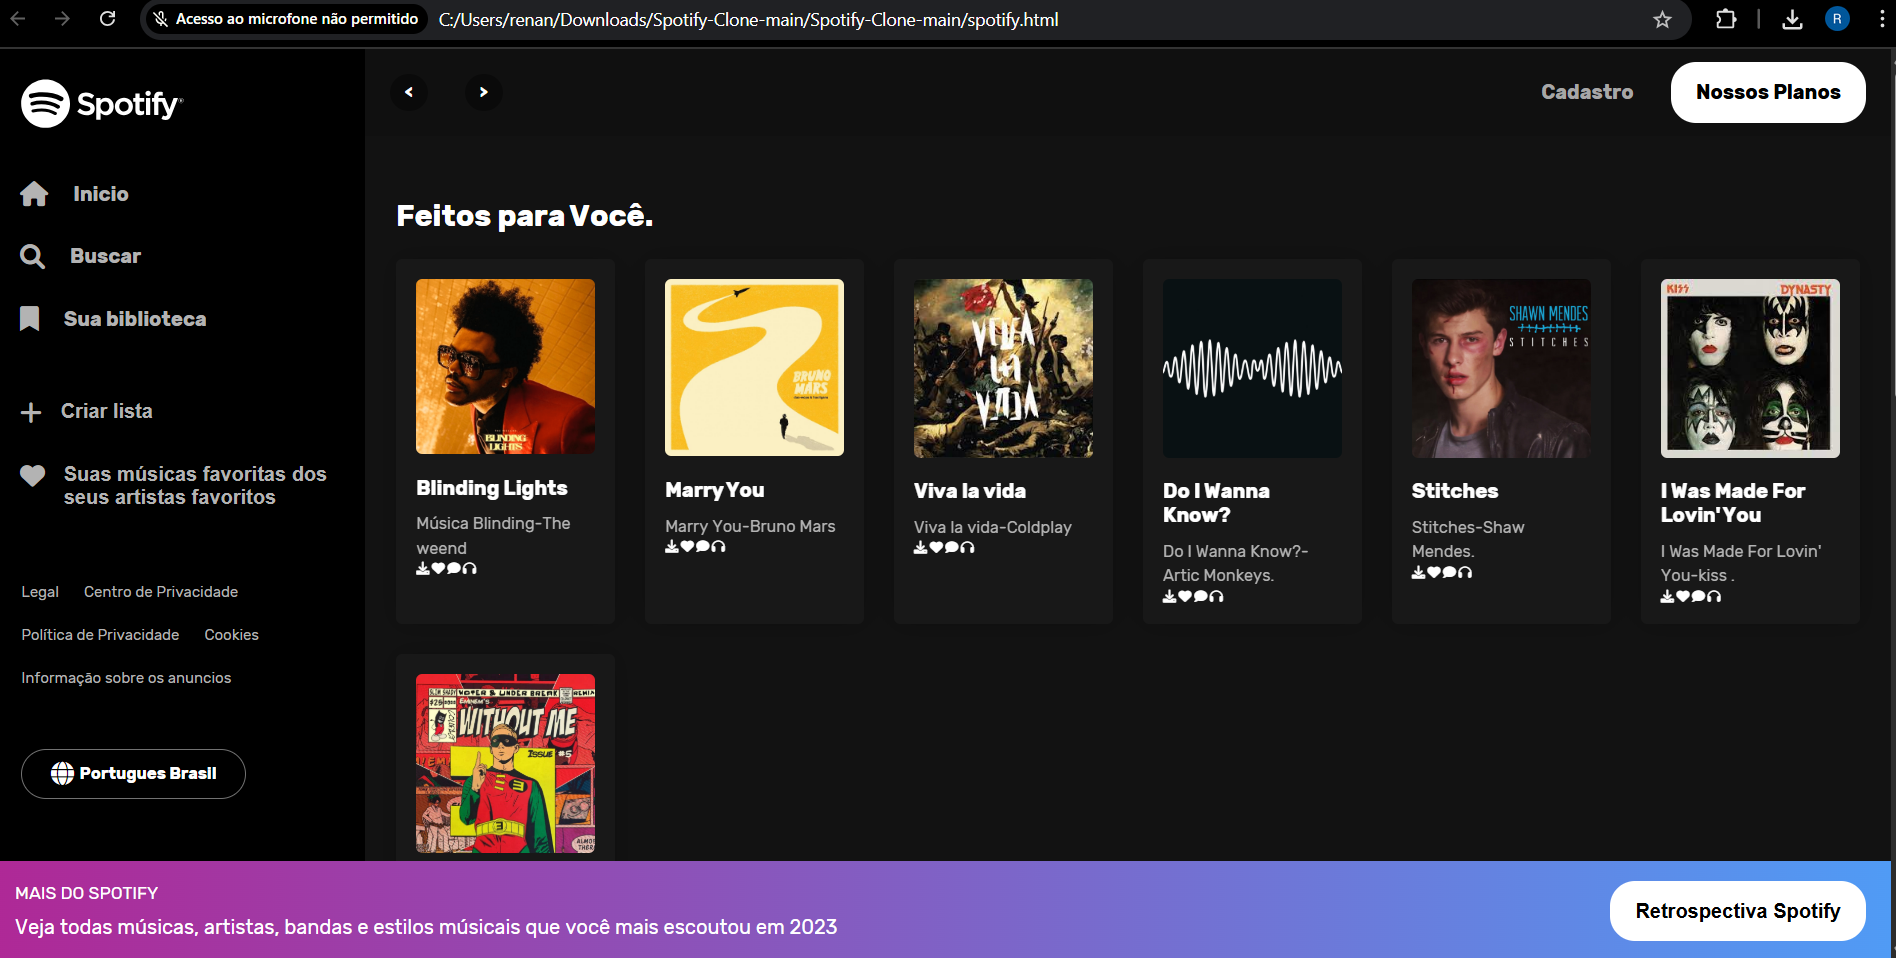 Acesso ao microfone não permitido
C:/Users/renan/Downloads/Spotify-Clone-main/Spotify-Clone-main/spotify.html
R
Spotify
Inicio
Buscar
Sua biblioteca
Criar lista
Suas músicas favoritas dos
seus artistas favoritos
Legal Centro de Privacidade
Política de Privacidade Cookies
Informação sobre os anuncios
Portugues Brasil
< >
Cadastro
Nossos Planos
Feitos para Você.
BLINDING
LIGHTS
Blinding Lights
Música Blinding-The
weend
BRUNO
MARS
Marry You
Marry You-Bruno Mars
VIVA
LA
VIDA
Viva la vida
Viva la vida-Coldplay
Do I Wanna
Know?
Do I Wanna Know?-
Artic Monkeys.
SHAWN MENDES
STITCHES
Stitches
Stitches-Shaw
Mendes.
KISS DYNASTY
I Was Made For
Lovin' You
I Was Made For Lovin'
You-kiss .
EMINEM'S
WITHOUT ME
ISSUE #5
E
MAIS DO SPOTIFY
Veja todas músicas, artistas, bandas e estilos músicais que você mais escoutou em 2023
Retrospectiva Spotify